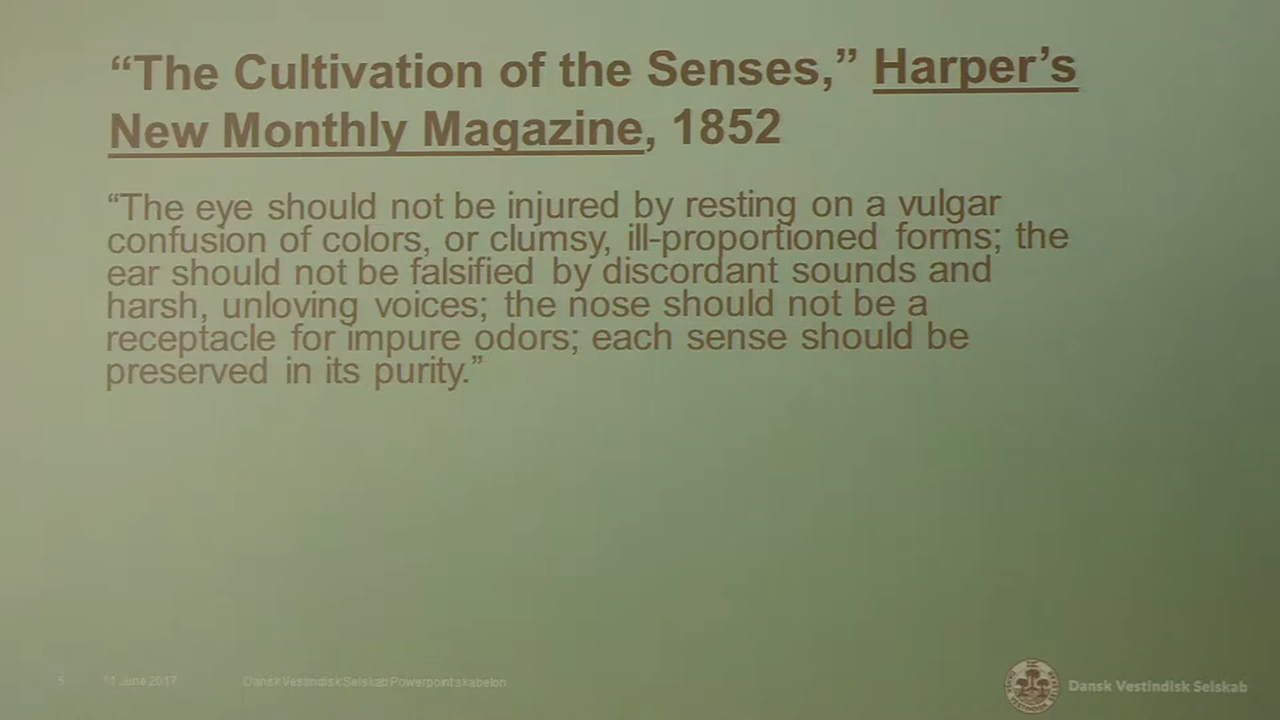 “The Cultivation of the Senses,” Harper’s
New Monthly Magazine, 1852
“The eye should not be injured by resting on a vulgar
confusion of colors, or clumsy, ill-proportioned forms; the
ear should not be falsified by discordant sounds and
harsh, unloving voices; the nose should not be a
receptacle for impure odors; each sense should be
preserved in its purity.”
5 June 2017 Dansk Vestindisk Selskab Powerpoint skabelon
Dansk Vestindisk Selskab